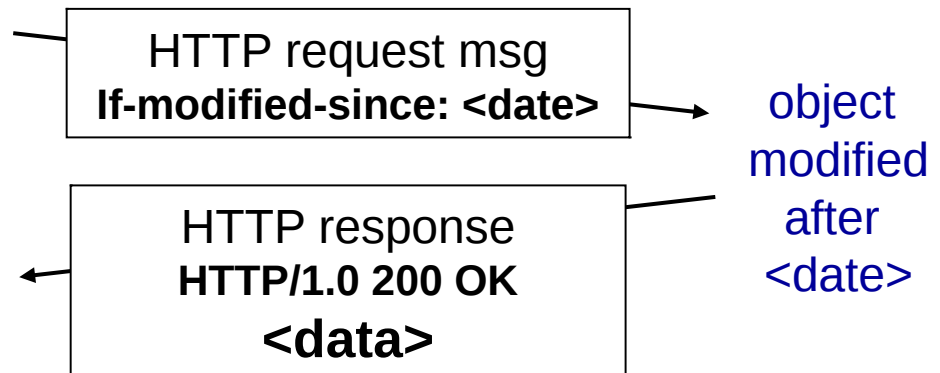 HTTP request msg
If-modified-since: <date>
object
modified
after
<date>
HTTP response
HTTP/1.0 200 OK
<data>